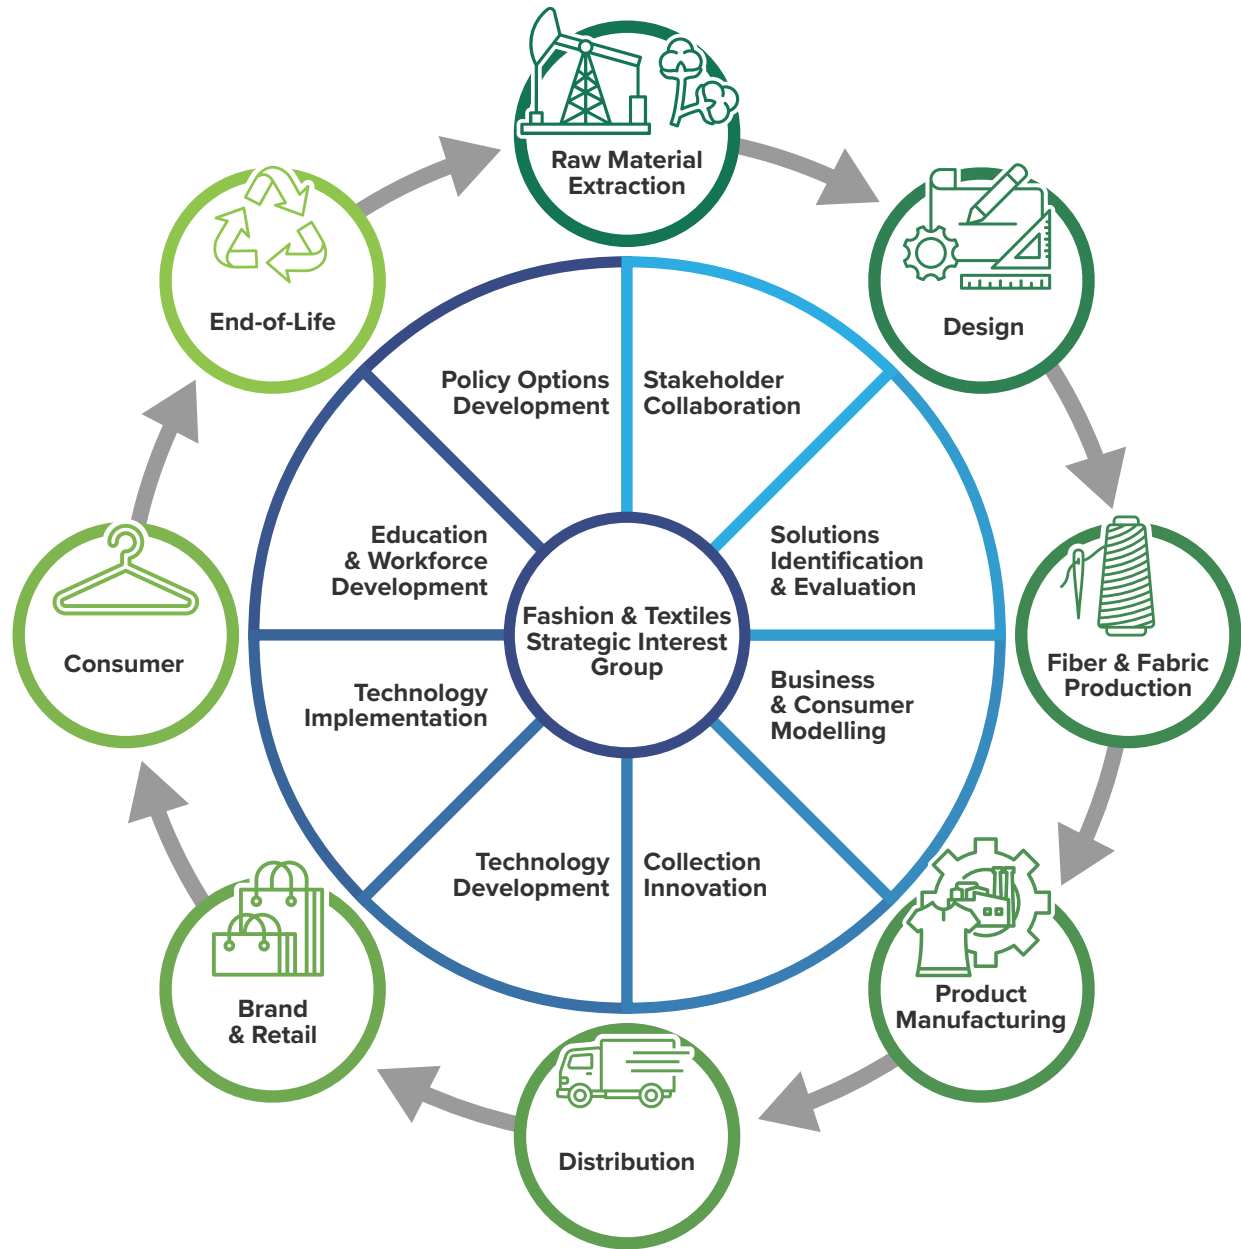 Raw Material
Extraction
Design
Fiber & Fabric
Production
Product
Manufacturing
Distribution
Brand
& Retail
Consumer
End-of-Life
Stakeholder
Collaboration
Solutions
Identification
& Evaluation
Business
& Consumer
Modelling
Collection
Innovation
Technology
Development
Technology
Implementation
Education
& Workforce
Development
Policy Options
Development
Fashion & Textiles
Strategic Interest
Group